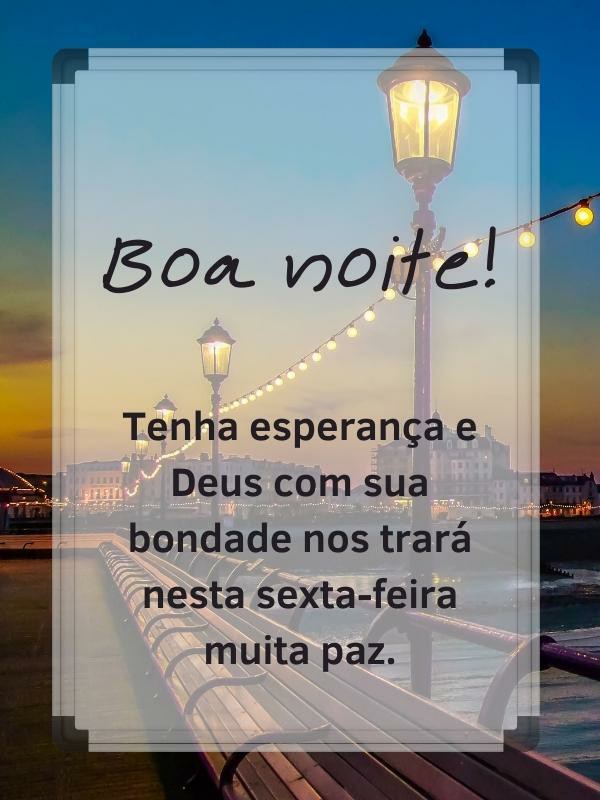 Boa noite!
Tenha esperança e
Deus com sua
bondade nos trará
nesta sexta-feira
muita paz.